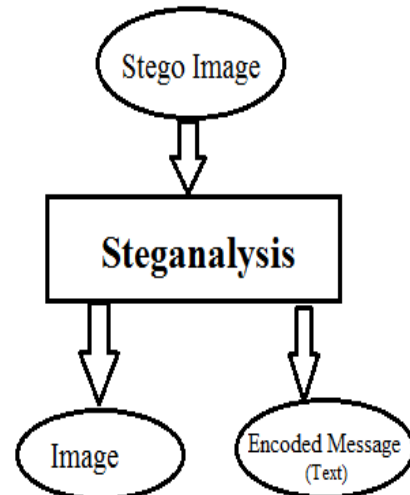 Stego Image
Steganalysis
Image
Encoded Message
(Text)